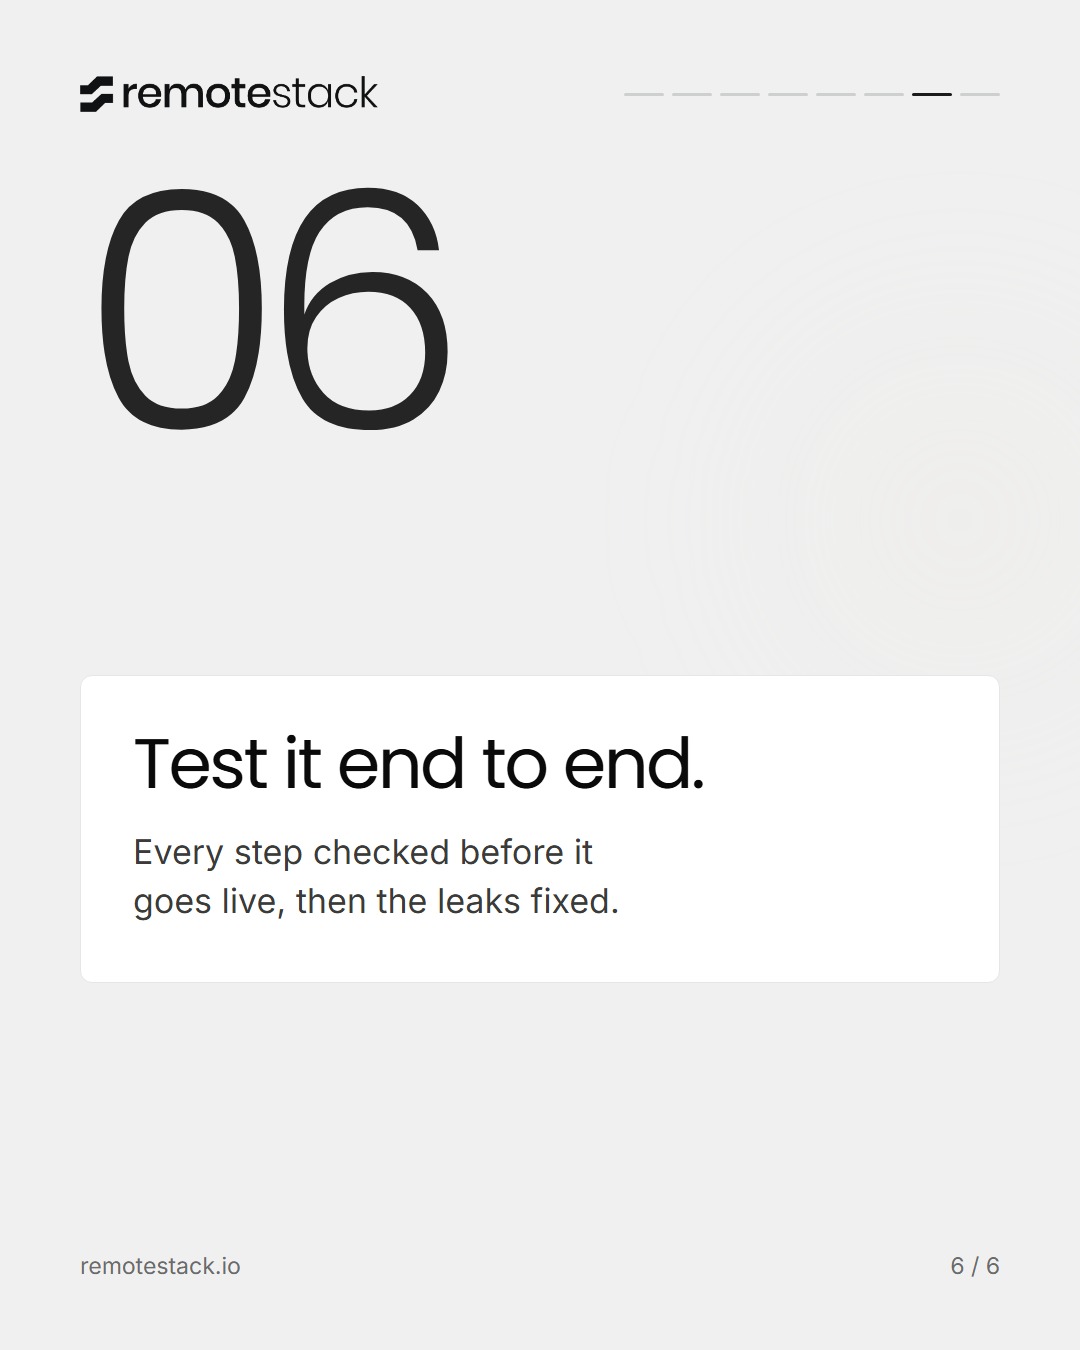 remotestack
06
Test it end to end.
Every step checked before it
goes live, then the leaks fixed.
remotestack.io
6 / 6